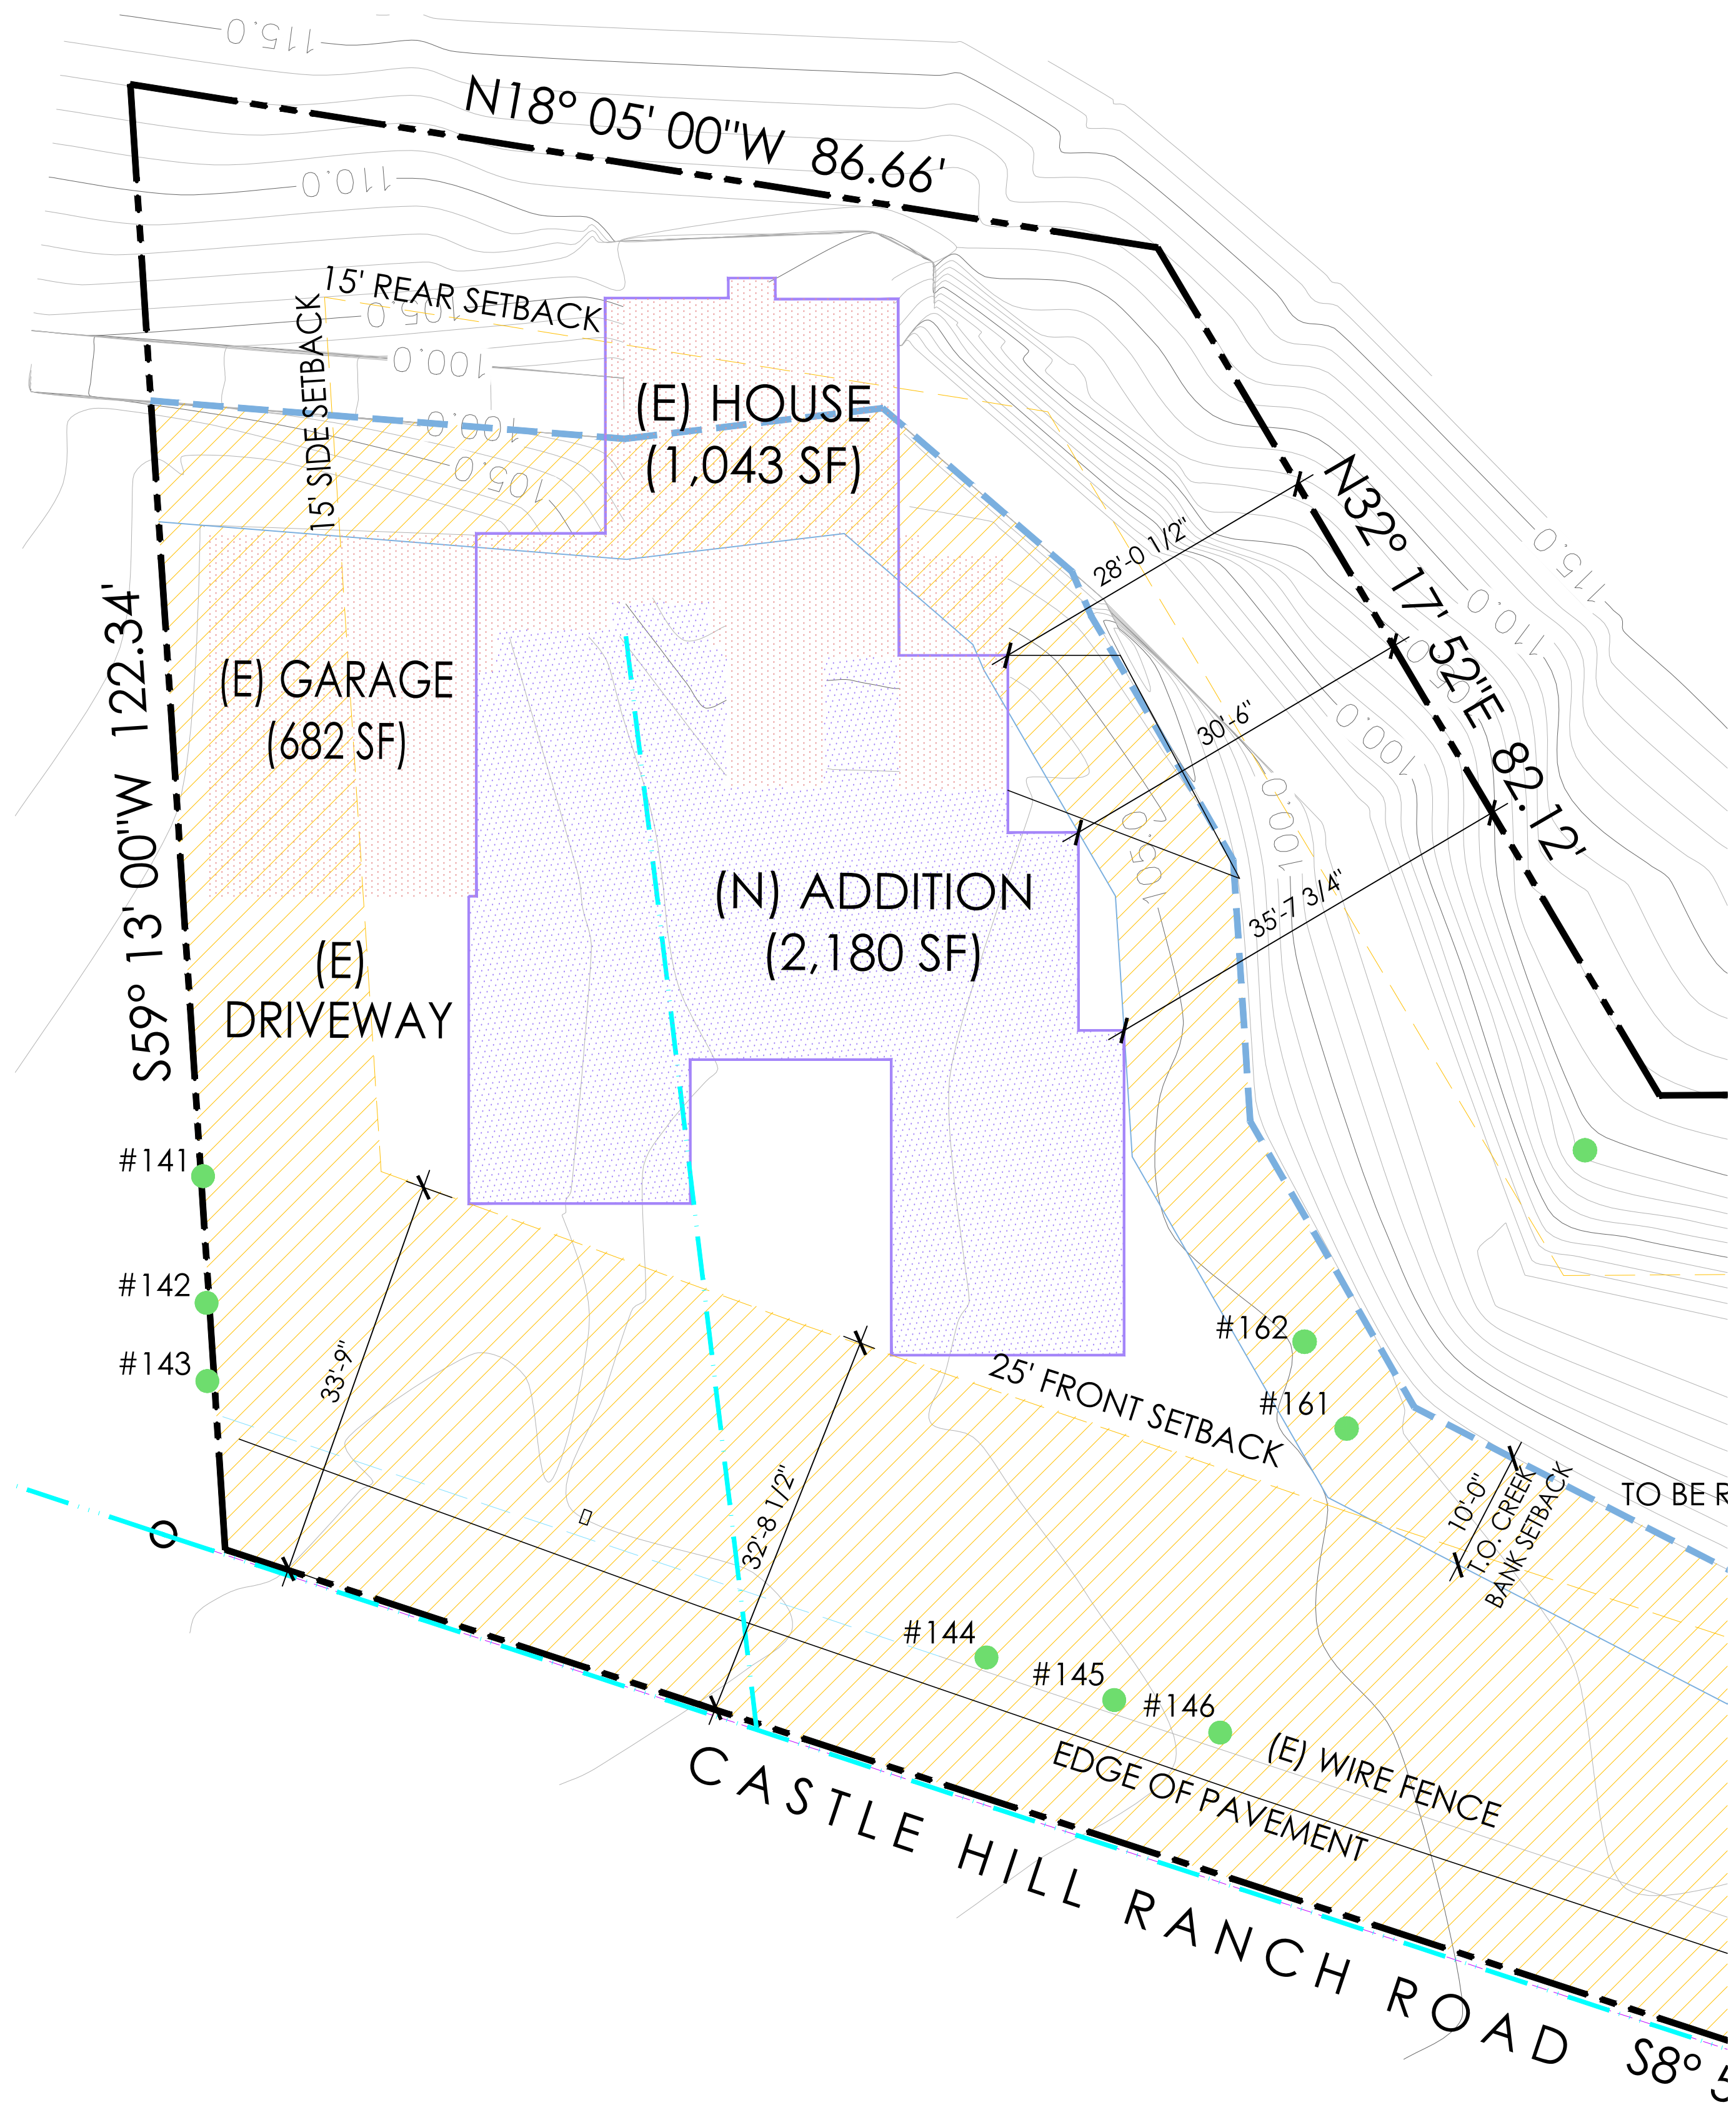 115.0
N18° 05' 00"W 86.66'
110.0
15' REAR SETBACK
105.0
15' SIDE SETBACK
100.0
(E) HOUSE
(1,043 SF)
100.0
105.0
N32° 17' 52"E 82.12'
115.0
110.0
105.0
100.0
28'-0 1/2"
30'-6"
35'-7 3/4"
100.0
105.0
S59° 13' 00"W 122.34'
(E) GARAGE
(682 SF)
(N) ADDITION
(2,180 SF)
(E)
DRIVEWAY
#141
#142
#143
33'-9"
32'-8 1/2"
25' FRONT SETBACK
#162
#161
10'-0"
T.O. CREEK
BANK SETBACK
TO BE R
#144
#145
#146
(E) WIRE FENCE
EDGE OF PAVEMENT
CASTLE HILL RANCH ROAD
S8° 5